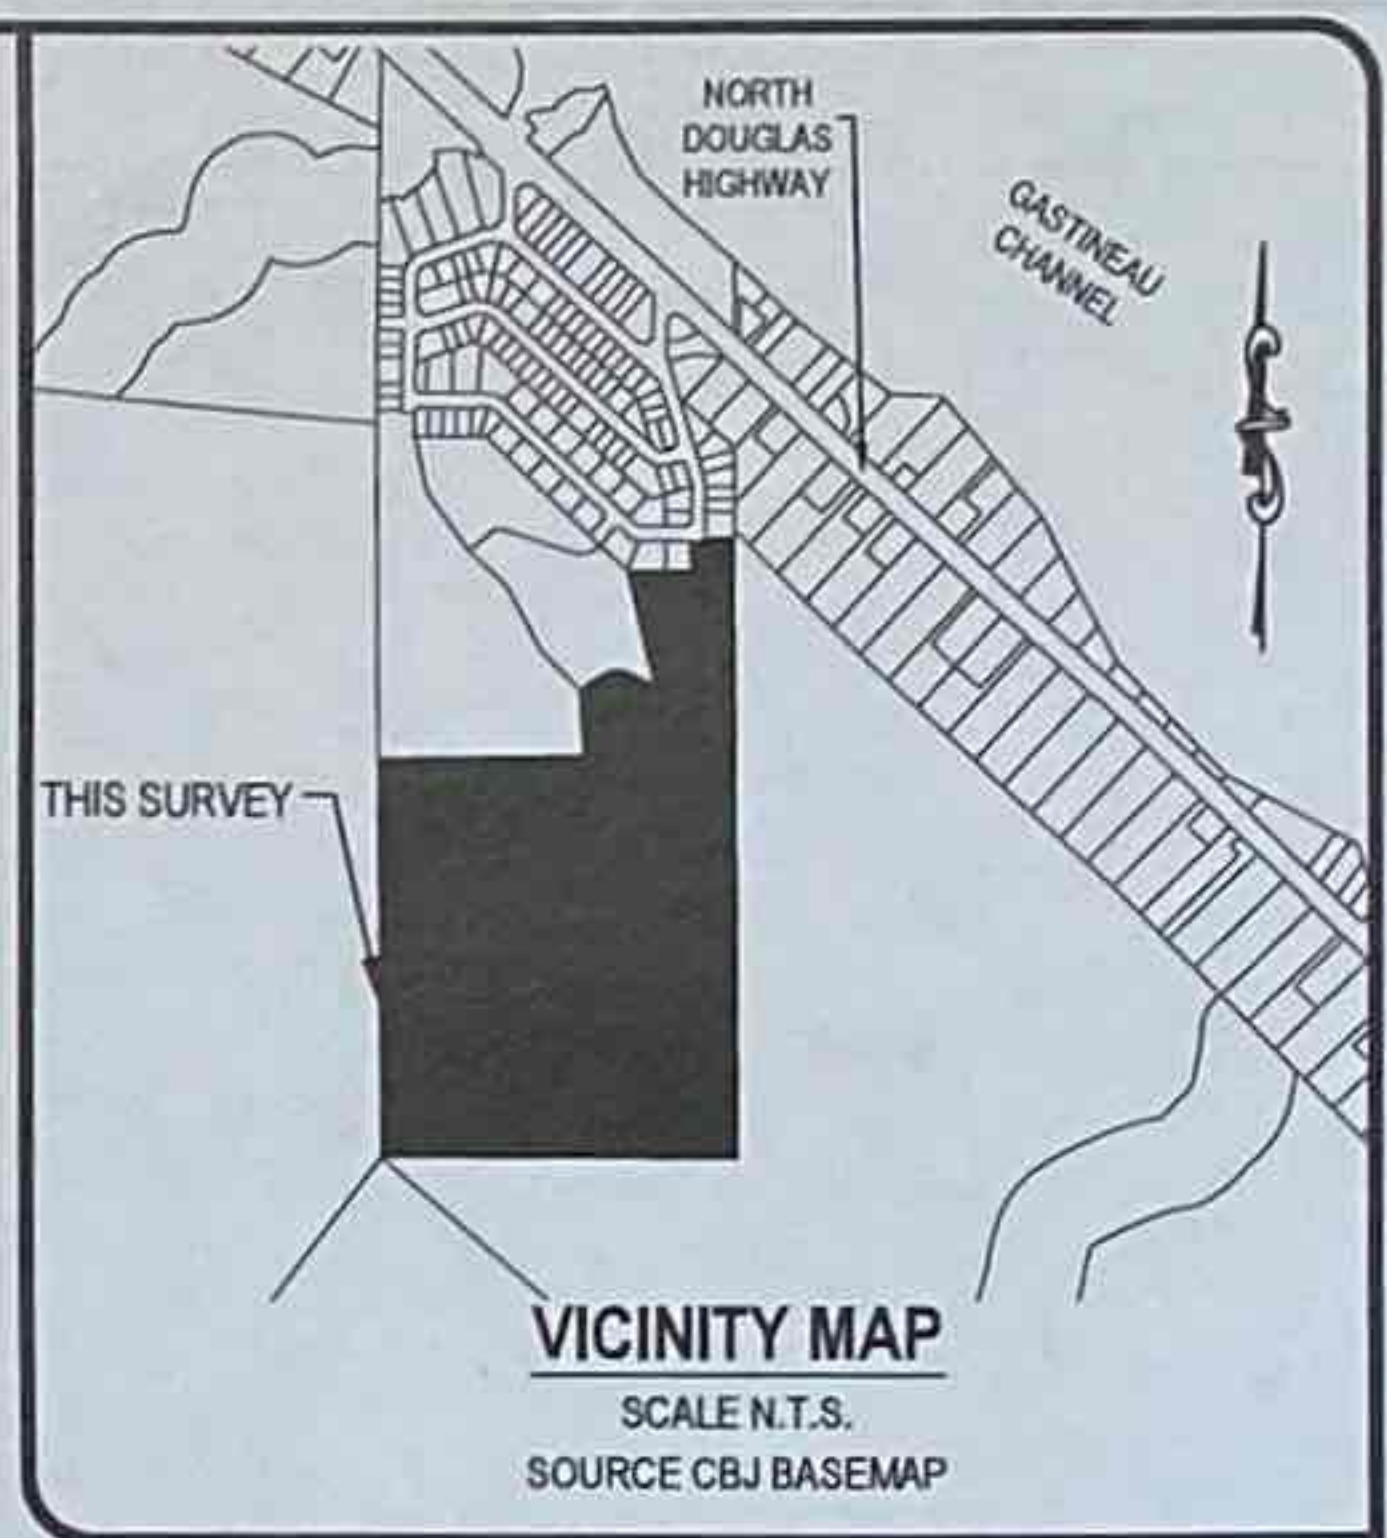 NORTH
DOUGLAS
HIGHWAY
GASTINEAU
CHANNEL
THIS SURVEY
VICINITY MAP
SCALE N.T.S.
SOURCE CBJ BASEMAP